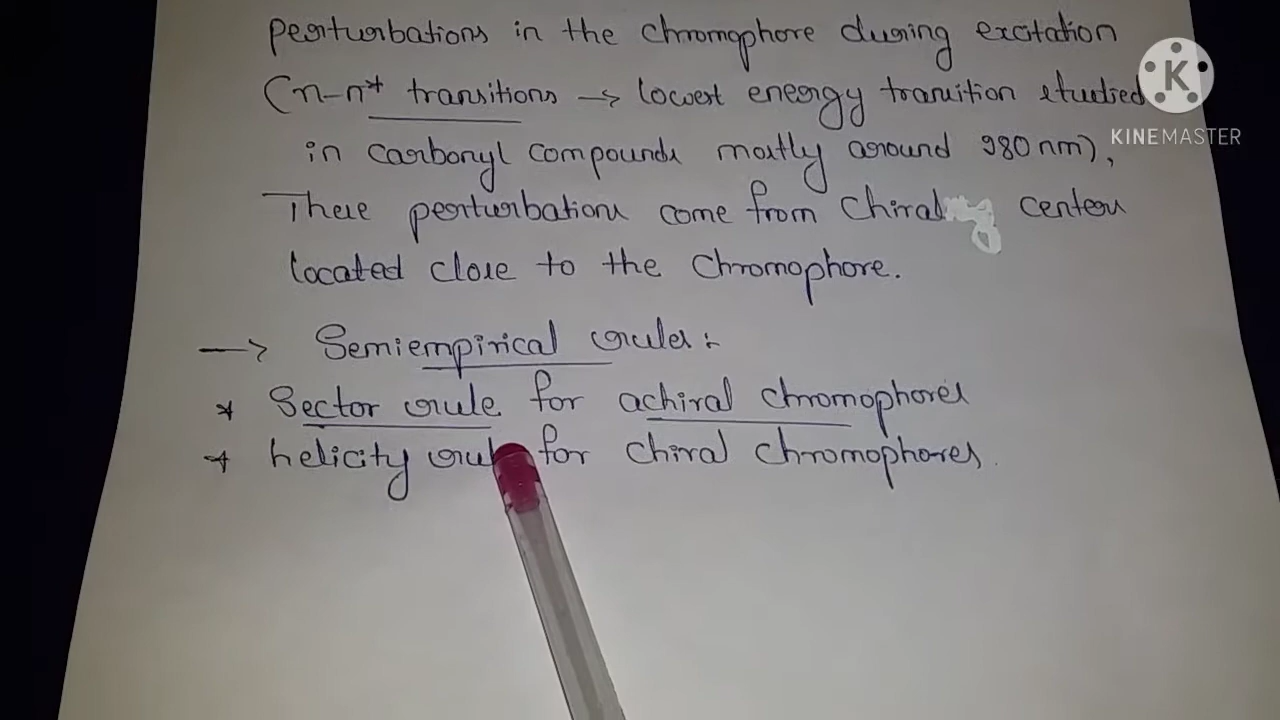 perturbations in the chromophore during excitation
(n-n* transitions → lowest energy transition studied
in carbonyl compounds mostly around 980 nm),
These perturbations come from Chiral centers
located close to the Chromophore.
→ Semiempirical rules :
* Sector rule for achiral chromophores
* helicity rule for chiral chromophores.
K
KINEMASTER